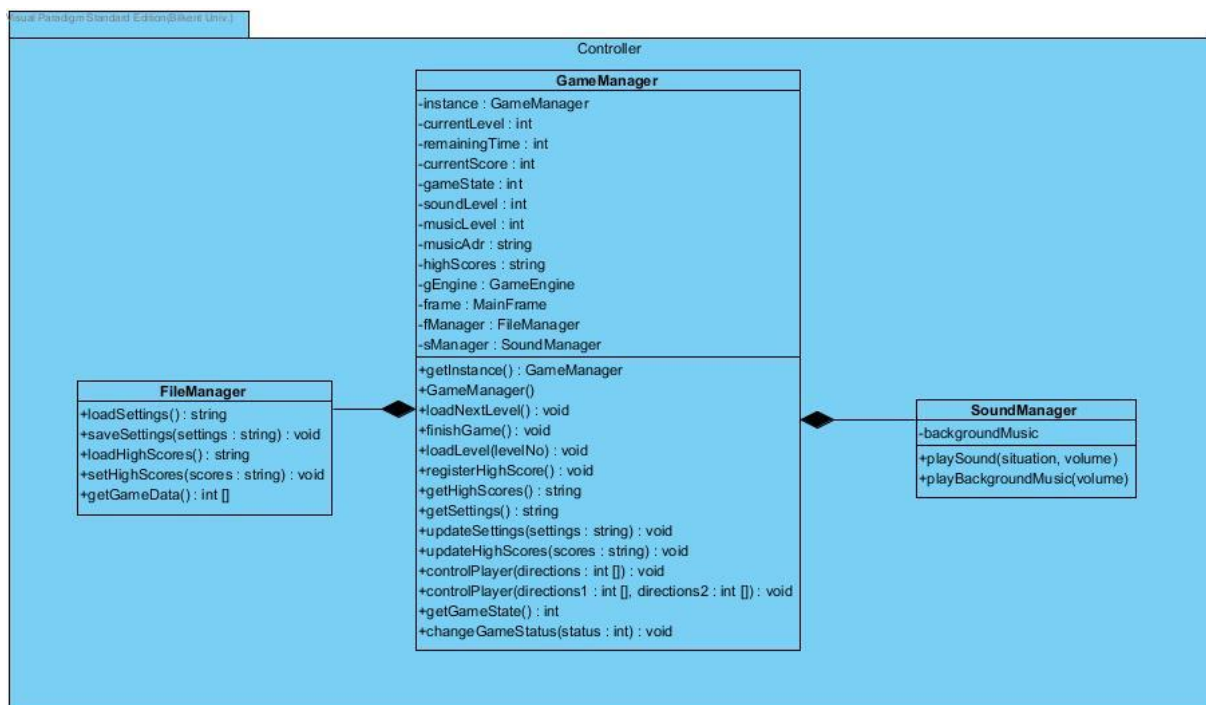 Visual Paradigm Standard Edition(Bilkent Univ.)
Controller
GameManager
-instance : GameManager
-currentLevel : int
-remainingTime : int
-currentScore : int
-gameState : int
-soundLevel : int
-musicLevel : int
-musicAdr : string
-highScores : string
-gEngine : GameEngine
-frame : MainFrame
-fManager : FileManager
-sManager : SoundManager
+getInstance() : GameManager
+GameManager()
+loadNextLevel() : void
+finishGame() : void
+loadLevel(levelNo) : void
+registerHighScore() : void
+getHighScores() : string
+getSettings() : string
+updateSettings(settings : string) : void
+updateHighScores(scores : string) : void
+controlPlayer(directions : int []) : void
+controlPlayer(directions1 : int [], directions2 : int []) : void
+getGameState() : int
+changeGameStatus(status : int) : void
FileManager
+loadSettings() : string
+saveSettings(settings : string) : void
+loadHighScores() : string
+setHighScores(scores : string) : void
+getGameData() : int []
SoundManager
-backgroundMusic
+playSound(situation, volume)
+playBackgroundMusic(volume)